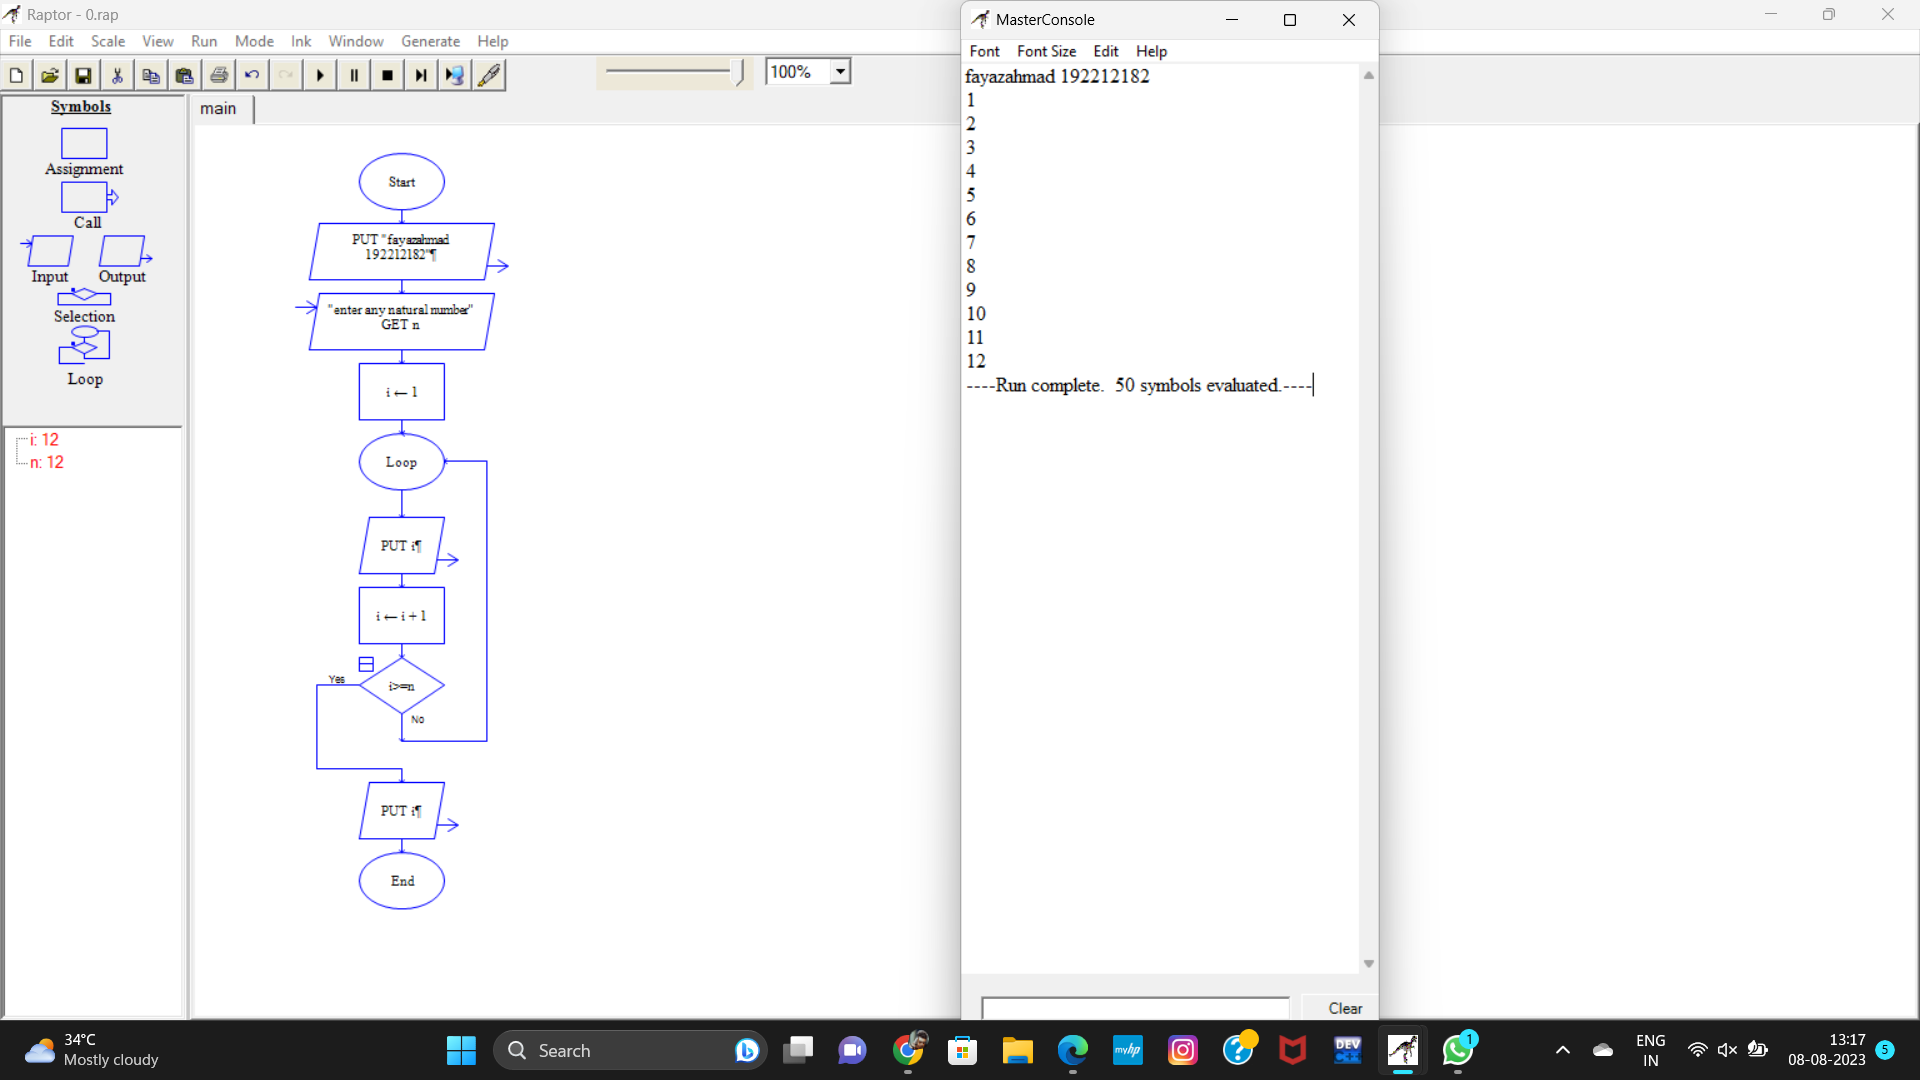 Raptor - 0.rap
File Edit Scale View Run Mode Ink Window Generate Help
100%
Symbols
Assignment
Call
Input Output
Selection
Loop
i: 12
n: 12
main
Start
PUT "fayazahmad
192212182"¶
"enter any natural number"
GET n
i ← 1
Loop
PUT i¶
i ← i + 1
Yes
i>=n
No
PUT i¶
End
MasterConsole
Font Font Size Edit Help
fayazahmad 192212182
1
2
3
4
5
6
7
8
9
10
11
12
----Run complete.  50 symbols evaluated.----
Clear
34°C
Mostly cloudy
Search
myhp
DEV
C++
1
ENG
IN
13:17
08-08-2023
5